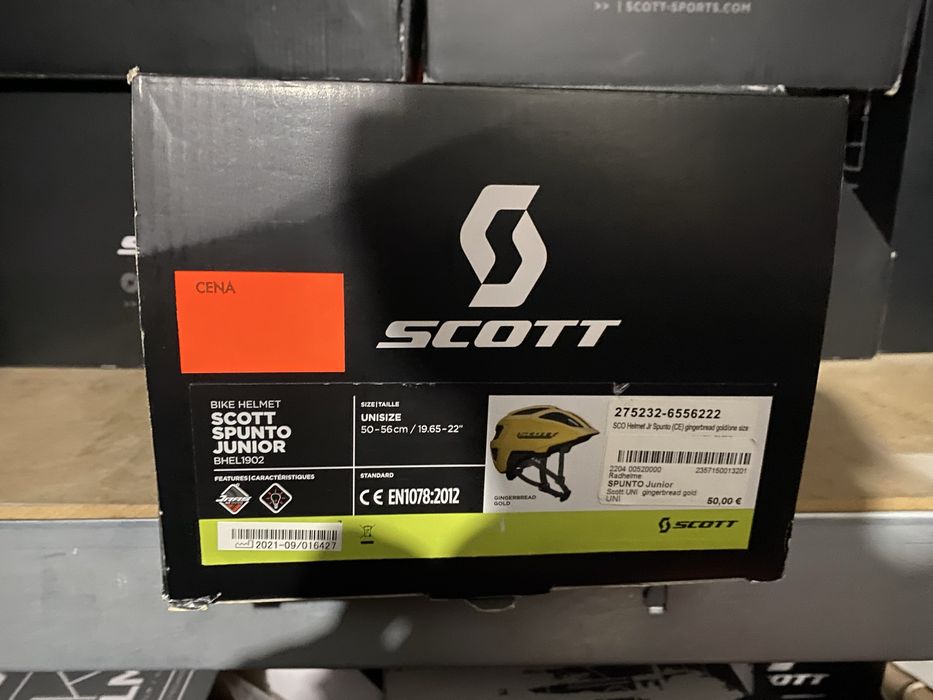 >> | SCOTT-SPORTS.COM
CENA
SCOTT
BIKE HELMET
SCOTT
SPUNTO
JUNIOR
BHEL1902
FEATURES|CARACTÉRISTIQUES
SIZE|TAILLE
UNISIZE
50-56cm / 19.65-22"
STANDARD
CE EN1078:2012
GINGERBREAD
GOLD
275232-6556222
SCO Helmet Jr Spunto (CE) gingerbread gold/one size
2204 00520000 2357150013201
Radhelme
SPUNTO Junior
Scott UNI gingerbread gold
UNI 50,00 €
2021-09/016427
SCOTT